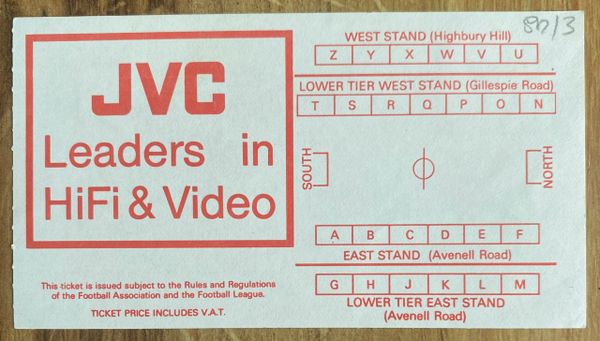 JVC
Leaders in
HiFi & Video
This ticket is issued subject to the Rules and Regulations
of the Football Association and the Football League.
TICKET PRICE INCLUDES V.A.T.
WEST STAND (Highbury Hill)
Z Y X W V U
LOWER TIER WEST STAND (Gillespie Road)
T S R Q P O N
SOUTH
NORTH
A B C D E F
EAST STAND (Avenell Road)
G H J K L M
LOWER TIER EAST STAND
(Avenell Road)